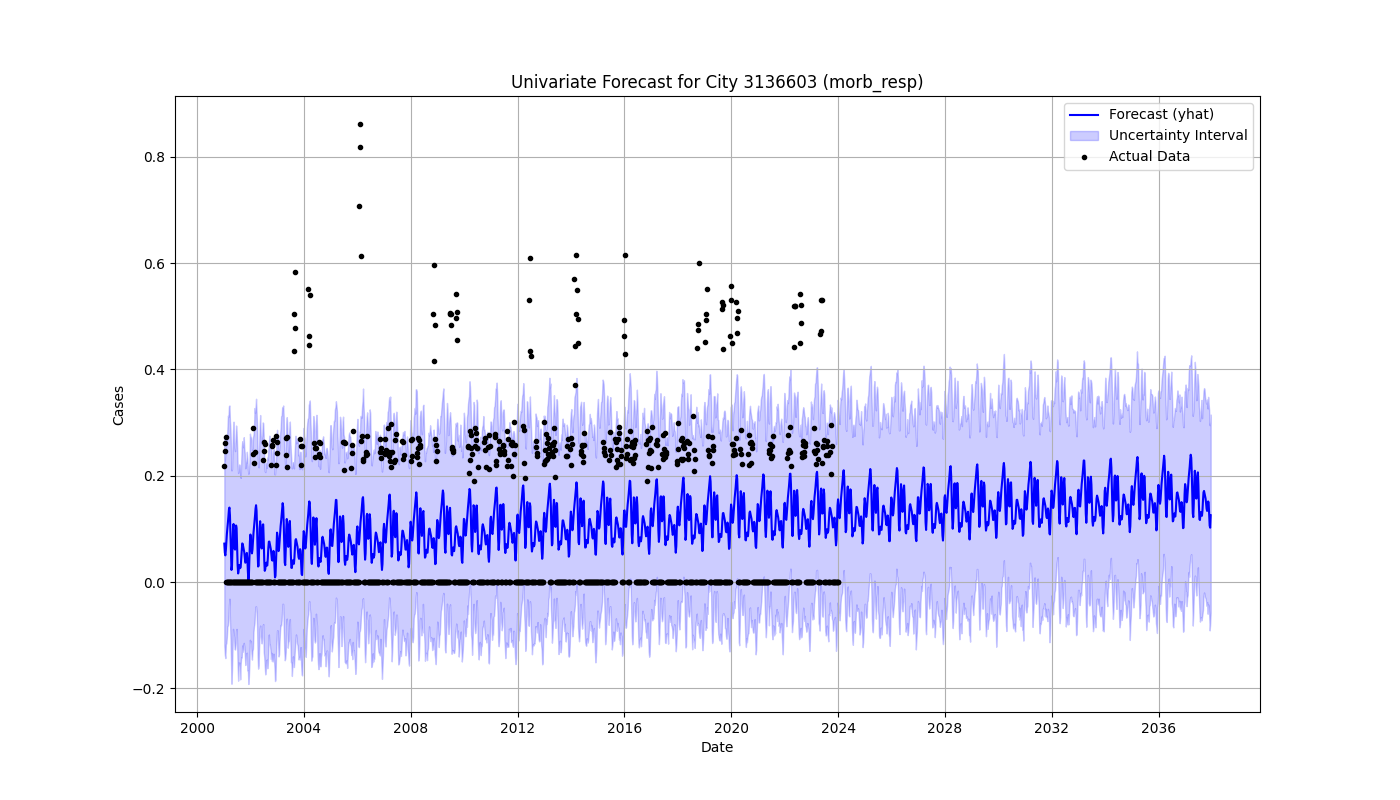 Univariate Forecast for City 3136603 (morb_resp)
Forecast (yhat)
Uncertainty Interval
Actual Data
Cases
0.8
0.6
0.4
0.2
0.0
−0.2
2000 2004 2008 2012 2016 2020 2024 2028 2032 2036
Date